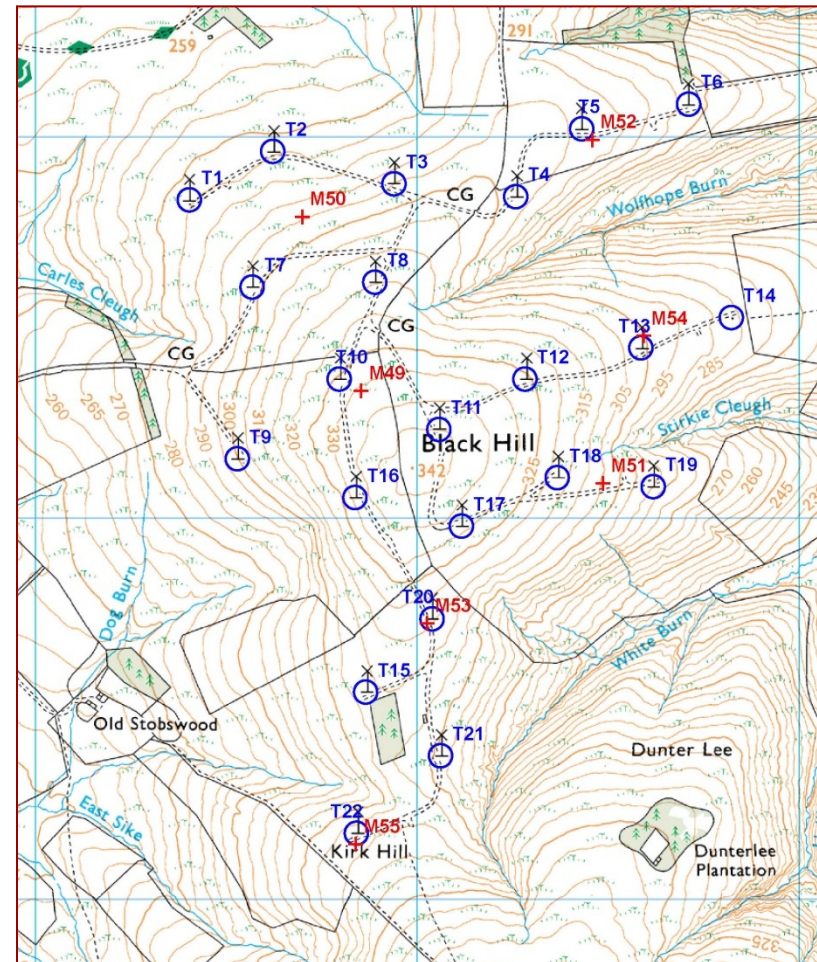 259
291
T6
T5
M52
T2
T3
T1
T4
CG
M50
Wolfhope Burn
T8
T7
Carles Cleugh
T14
M54
CG
T13
CG
T10
T12
M49
285
295
305
315
T11
260
265
270
280
290
300
310
320
330
Stirkie Cleugh
T9
Black Hill
T18
342
325
M51
T19
T16
270
260
245
T17
Dog Burn
T20
M53
White Burn
T15
Old Stobswood
T21
Dunter Lee
East Sike
T22
M55
Kirk Hill
Dunterlee
Plantation
325